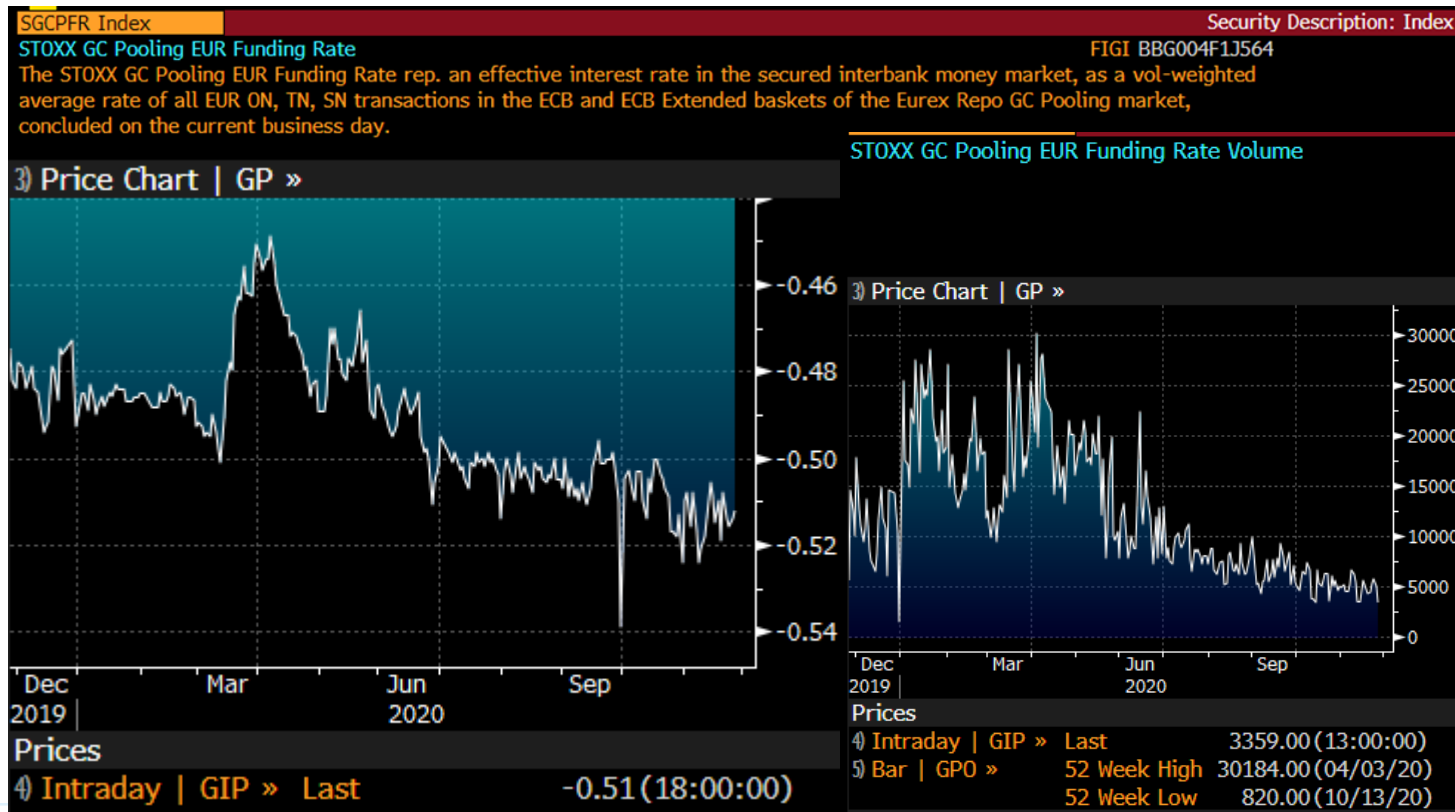 SGCPFR Index
Security Description: Index
STOXX GC Pooling EUR Funding Rate
FIGI BBG004F1J564
The STOXX GC Pooling EUR Funding Rate rep. an effective interest rate in the secured interbank money market, as a vol-weighted
average rate of all EUR ON, TN, SN transactions in the ECB and ECB Extended baskets of the Eurex Repo GC Pooling market,
concluded on the current business day.
3) Price Chart | GP »
-0.46
-0.48
-0.50
-0.52
-0.54
Dec Mar Jun Sep
2019 2020
Prices
4) Intraday | GIP » Last -0.51(18:00:00)
STOXX GC Pooling EUR Funding Rate Volume
3) Price Chart | GP »
30000
25000
20000
15000
10000
5000
0
Dec Mar Jun Sep
2019 2020
Prices
4) Intraday | GIP » Last 3359.00(13:00:00)
5) Bar | GPO » 52 Week High 30184.00(04/03/20)
52 Week Low 820.00(10/13/20)